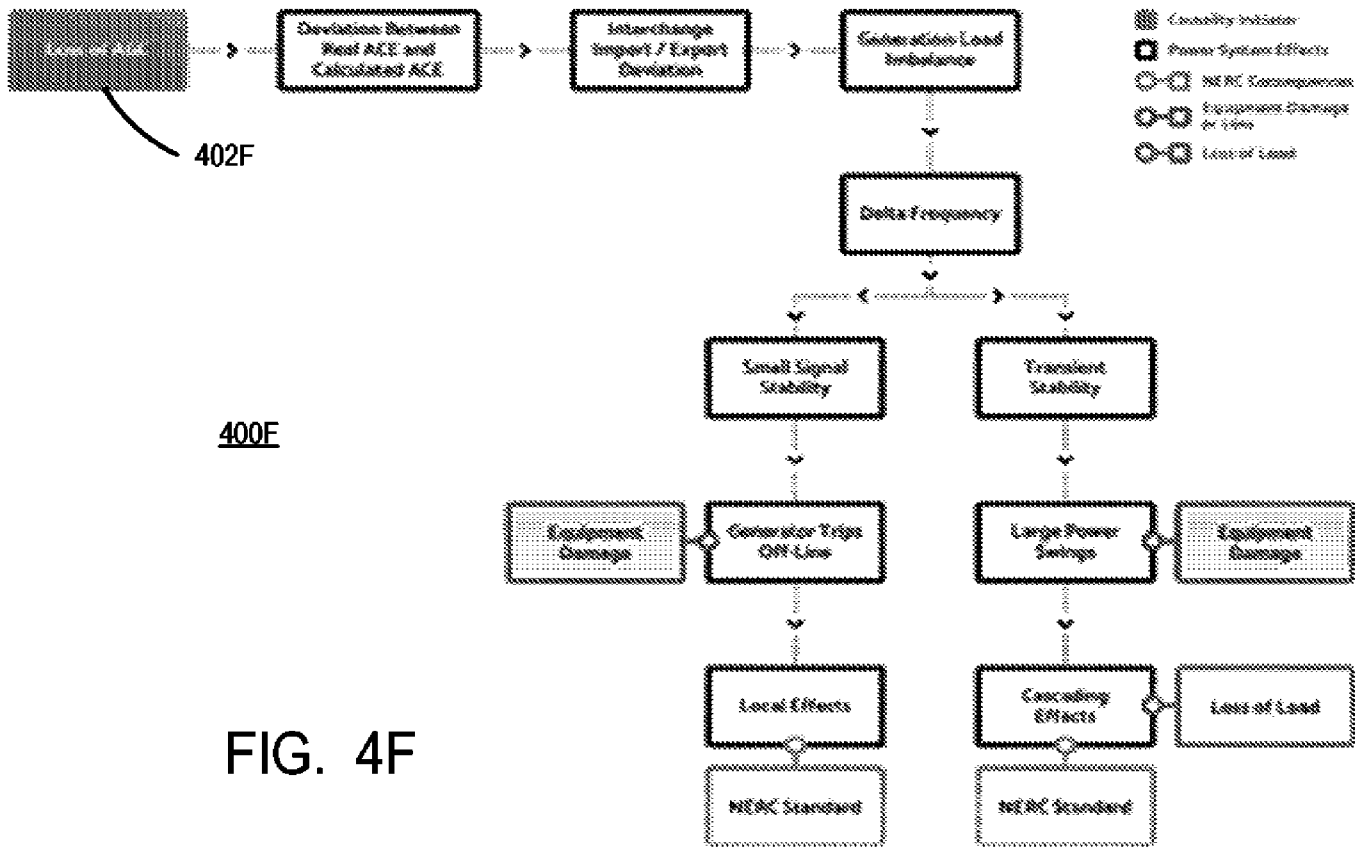 Deviation Between
Real ACE and
Calculated ACE
Interchange
Import / Export
Deviation
Generation Load
Imbalance
Causality Initiator
Power System Effects
NERC Consequences
Equipment Damage
or Loss
Loss of Load
402F
Delta Frequency
Small Signal
Stability
Transient
Stability
400F
Equipment
Damage
Generator Trips
Off-Line
Large Power
Swings
Equipment
Damage
Local Effects
Cascading
Effects
Loss of Load
FIG. 4F
NERC Standard
NERC Standard